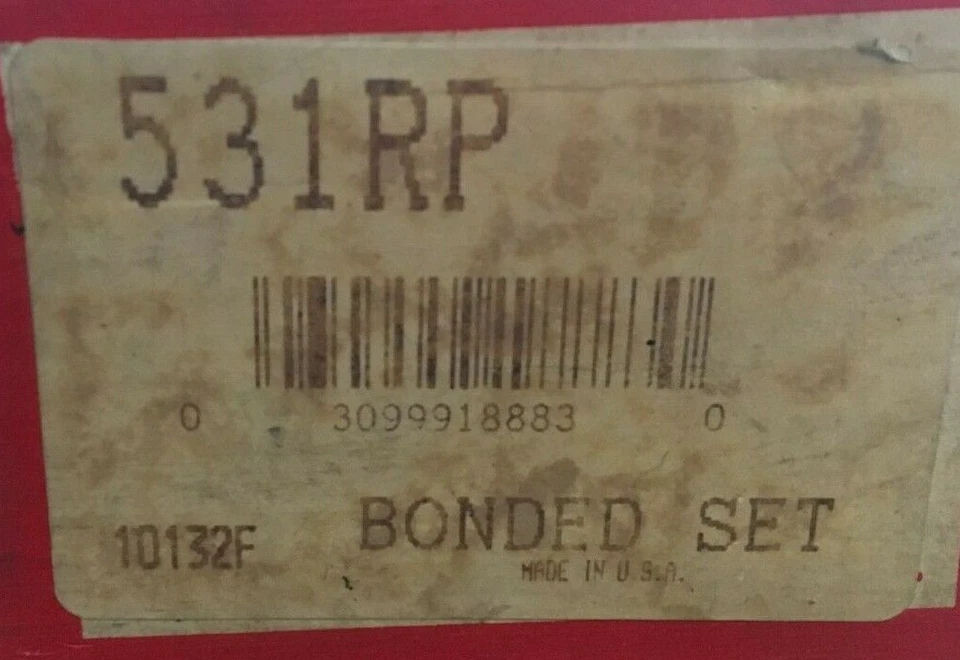 531RP
0 3099918883 0
10132F BONDED SET
MADE IN U.S.A.